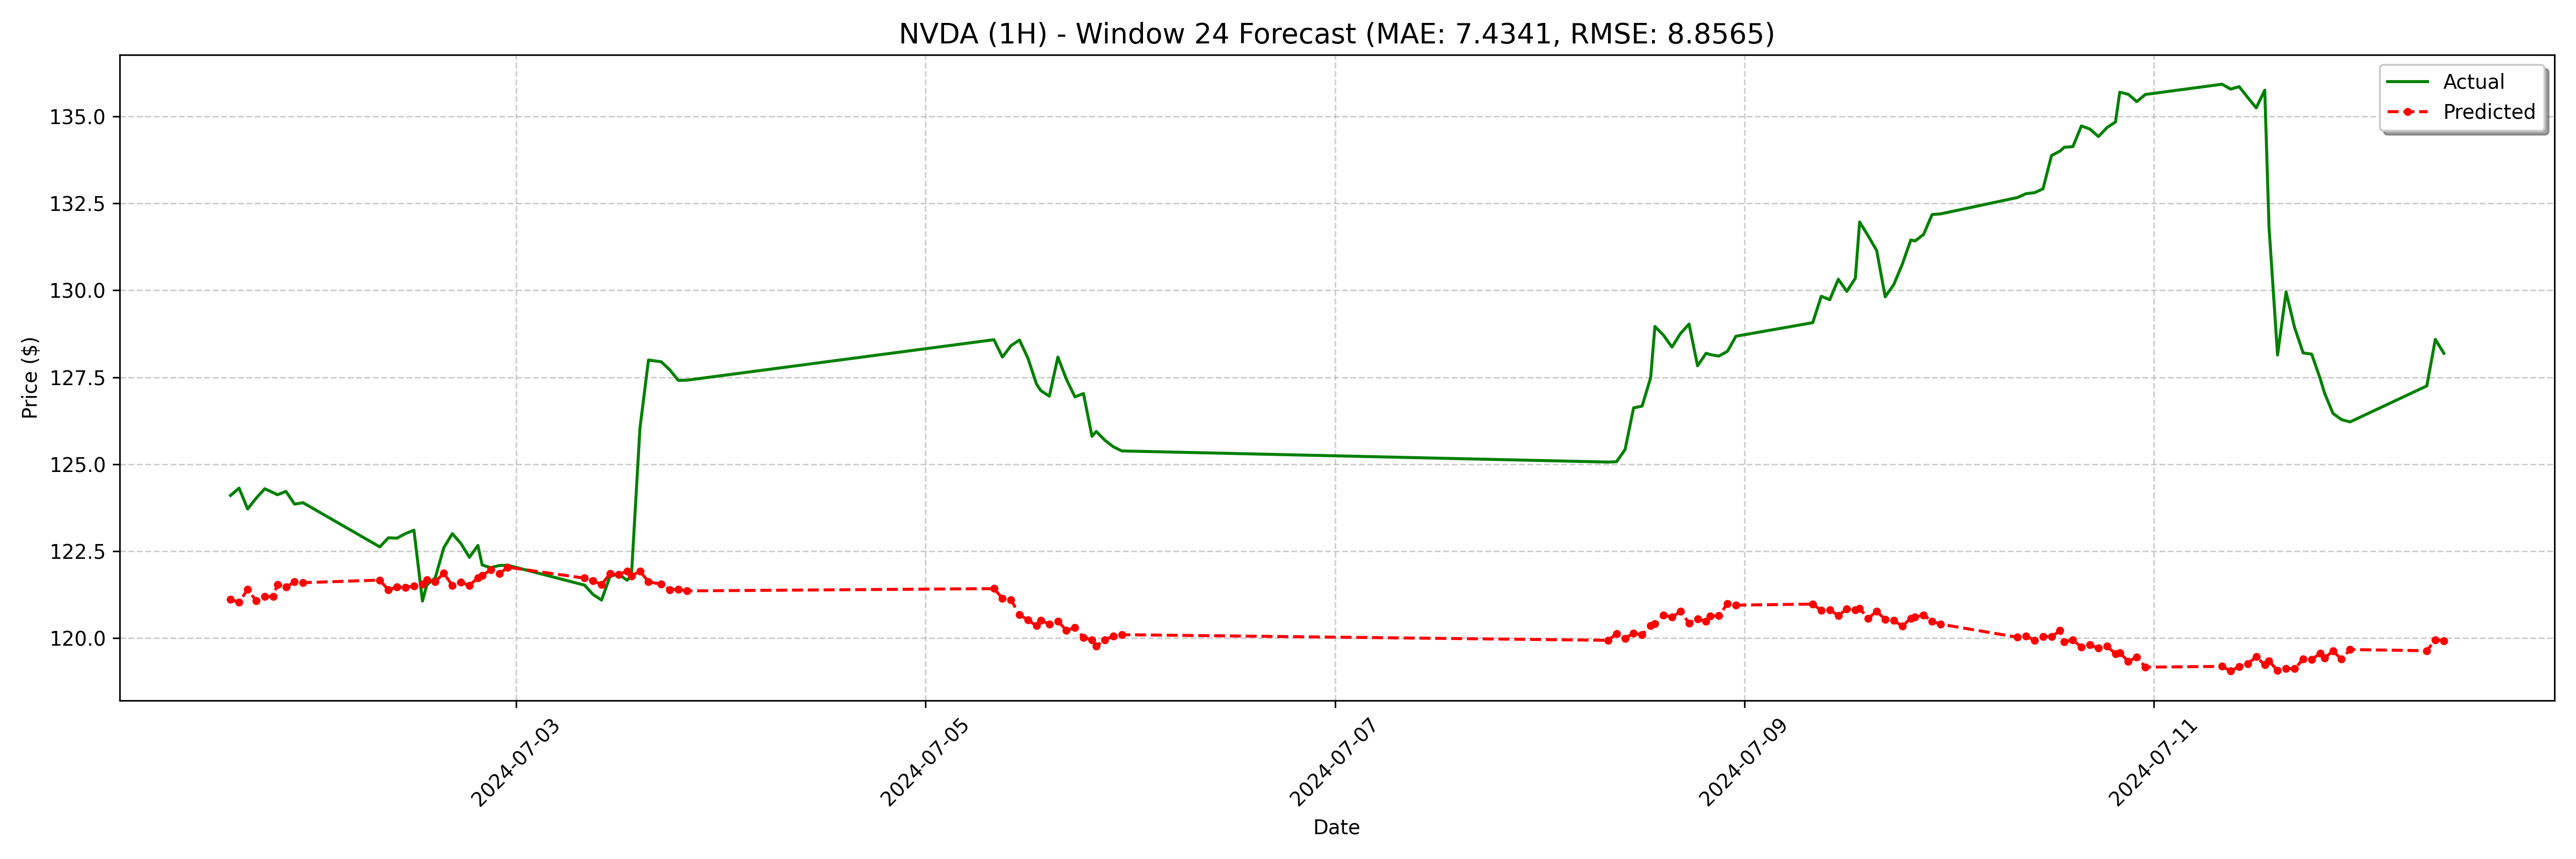 NVDA (1H) - Window 24 Forecast (MAE: 7.4341, RMSE: 8.8565)
Actual
Predicted
Price ($)
135.0
132.5
130.0
127.5
125.0
122.5
120.0
2024-07-03
2024-07-05
2024-07-07
2024-07-09
2024-07-11
Date